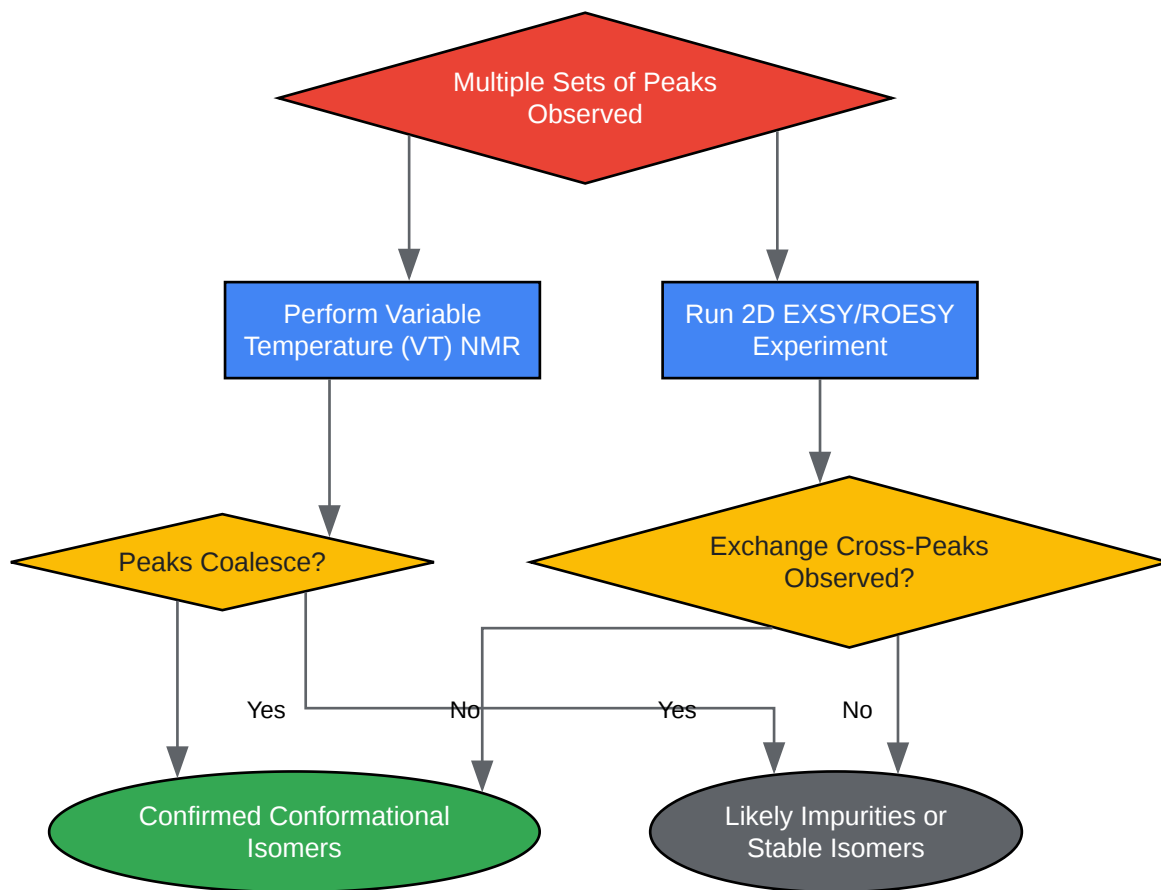 Multiple Sets of Peaks
Observed
Perform Variable
Temperature (VT) NMR
Run 2D EXSY/ROESY
Experiment
Peaks Coalesce?
Exchange Cross-Peaks
Observed?
Yes
No
Yes
No
Confirmed Conformational
Isomers
Likely Impurities or
Stable Isomers